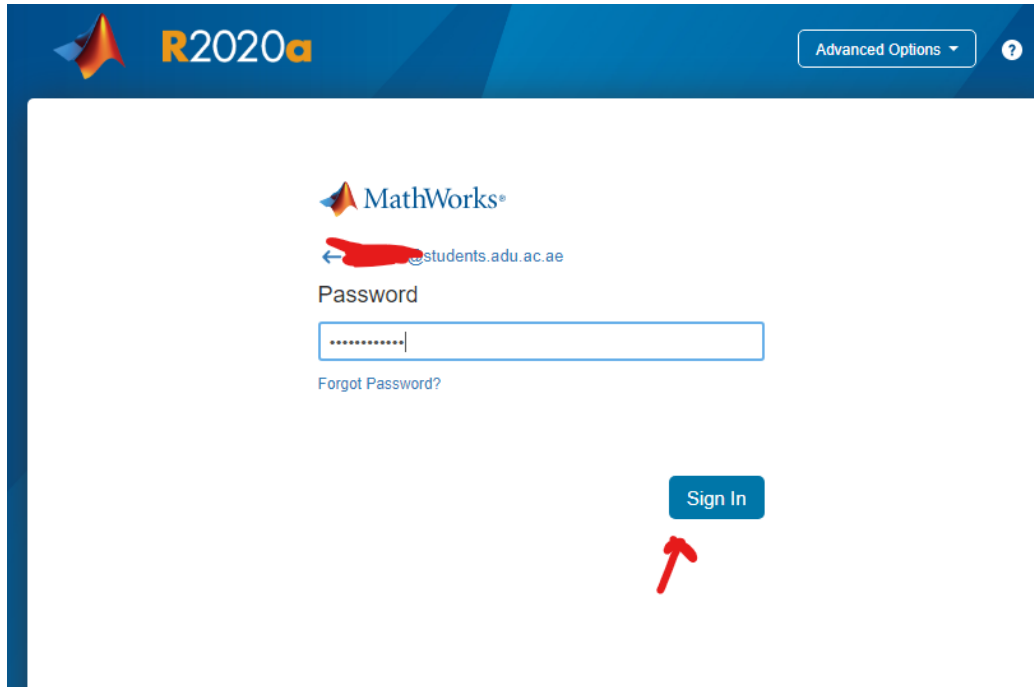 R2020a
Advanced Options
?
MathWorks®
@students.adu.ac.ae
Password
••••••••••••
Forgot Password?
Sign In